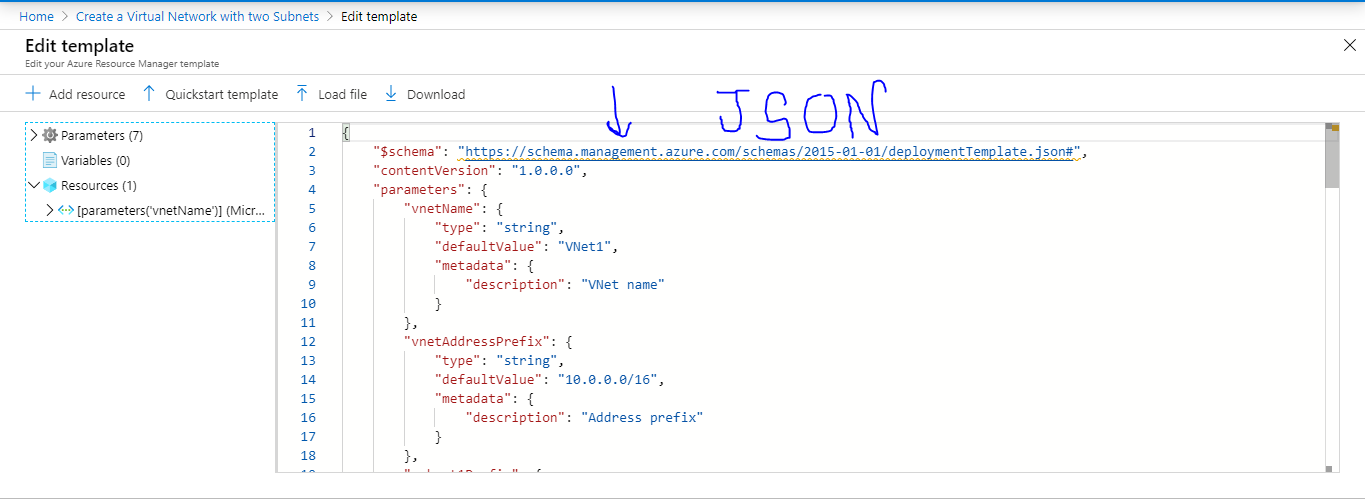 Home > Create a Virtual Network with two Subnets > Edit template
Edit template
Edit your Azure Resource Manager template
Add resource Quickstart template Load file Download
JSON
Parameters (7)
Variables (0)
Resources (1)
[parameters('vnetName')] (Micr...
1 {
2 "$schema": "https://schema.management.azure.com/schemas/2015-01-01/deploymentTemplate.json#",
3 "contentVersion": "1.0.0.0",
4 "parameters": {
5 "vnetName": {
6 "type": "string",
7 "defaultValue": "VNet1",
8 "metadata": {
9 "description": "VNet name"
10 }
11 },
12 "vnetAddressPrefix": {
13 "type": "string",
14 "defaultValue": "10.0.0.0/16",
15 "metadata": {
16 "description": "Address prefix"
17 }
18 },